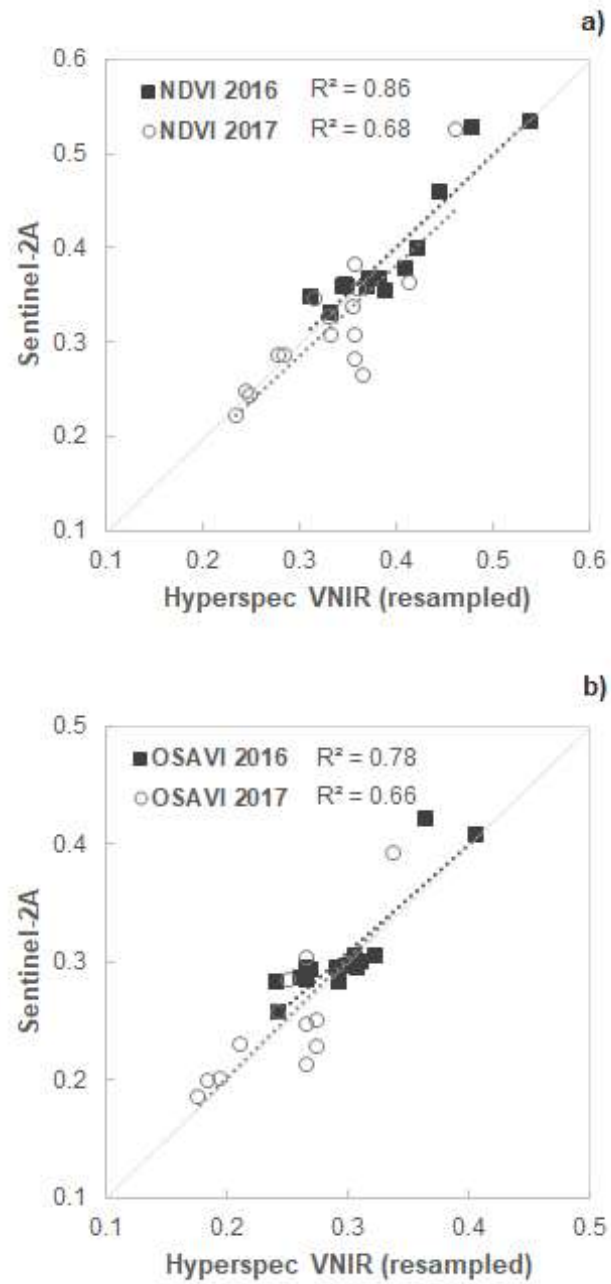 a)
0.6
NDVI 2016 R² = 0.86
NDVI 2017 R² = 0.68
0.5
0.4
Sentinel-2A
0.3
0.2
0.1
0.1 0.2 0.3 0.4 0.5 0.6
Hyperspec VNIR (resampled)
b)
0.5
OSAVI 2016 R² = 0.78
OSAVI 2017 R² = 0.66
0.4
Sentinel-2A
0.3
0.2
0.1
0.1 0.2 0.3 0.4 0.5
Hyperspec VNIR (resampled)